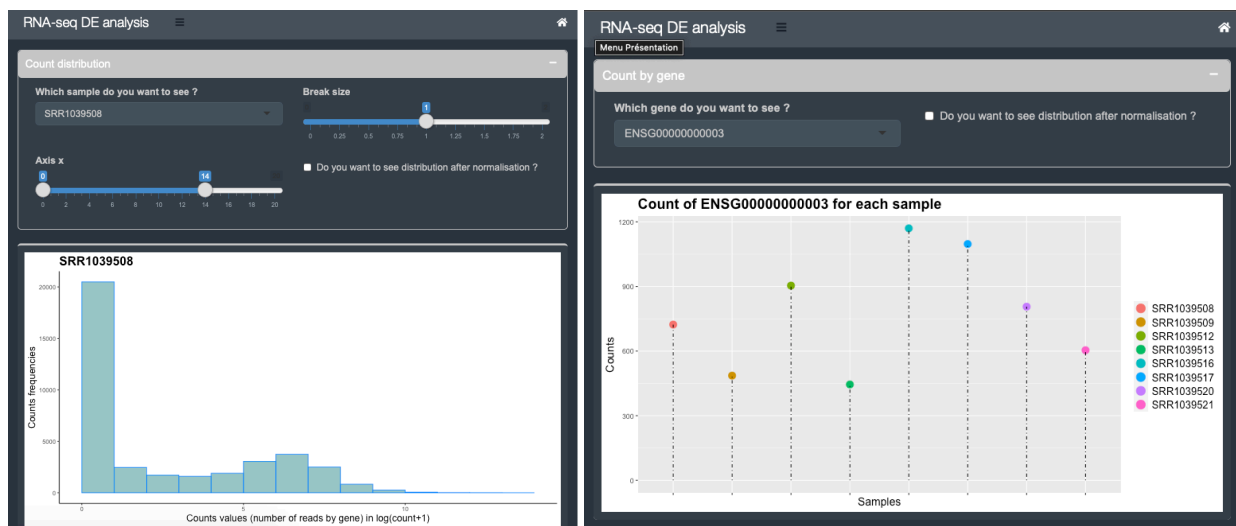 RNA-seq DE analysis
Count distribution
Which sample do you want to see ?
SRR1039508
Break size
1
0 0.25 0.5 0.75 1 1.25 1.5 1.75 2
Axis x
0 14
0 2 4 6 8 10 12 14 16 18 20
Do you want to see distribution after normalisation ?
SRR1039508
Counts frequencies
20000
15000
10000
5000
0
0 5 10
Counts values (number of reads by gene) in log(count+1)
RNA-seq DE analysis
Menu Présentation
Count by gene
Which gene do you want to see ?
ENSG00000000003
Do you want to see distribution after normalisation ?
Count of ENSG00000000003 for each sample
Counts
1200
900
600
300
0
Samples
SRR1039508
SRR1039509
SRR1039512
SRR1039513
SRR1039516
SRR1039517
SRR1039520
SRR1039521